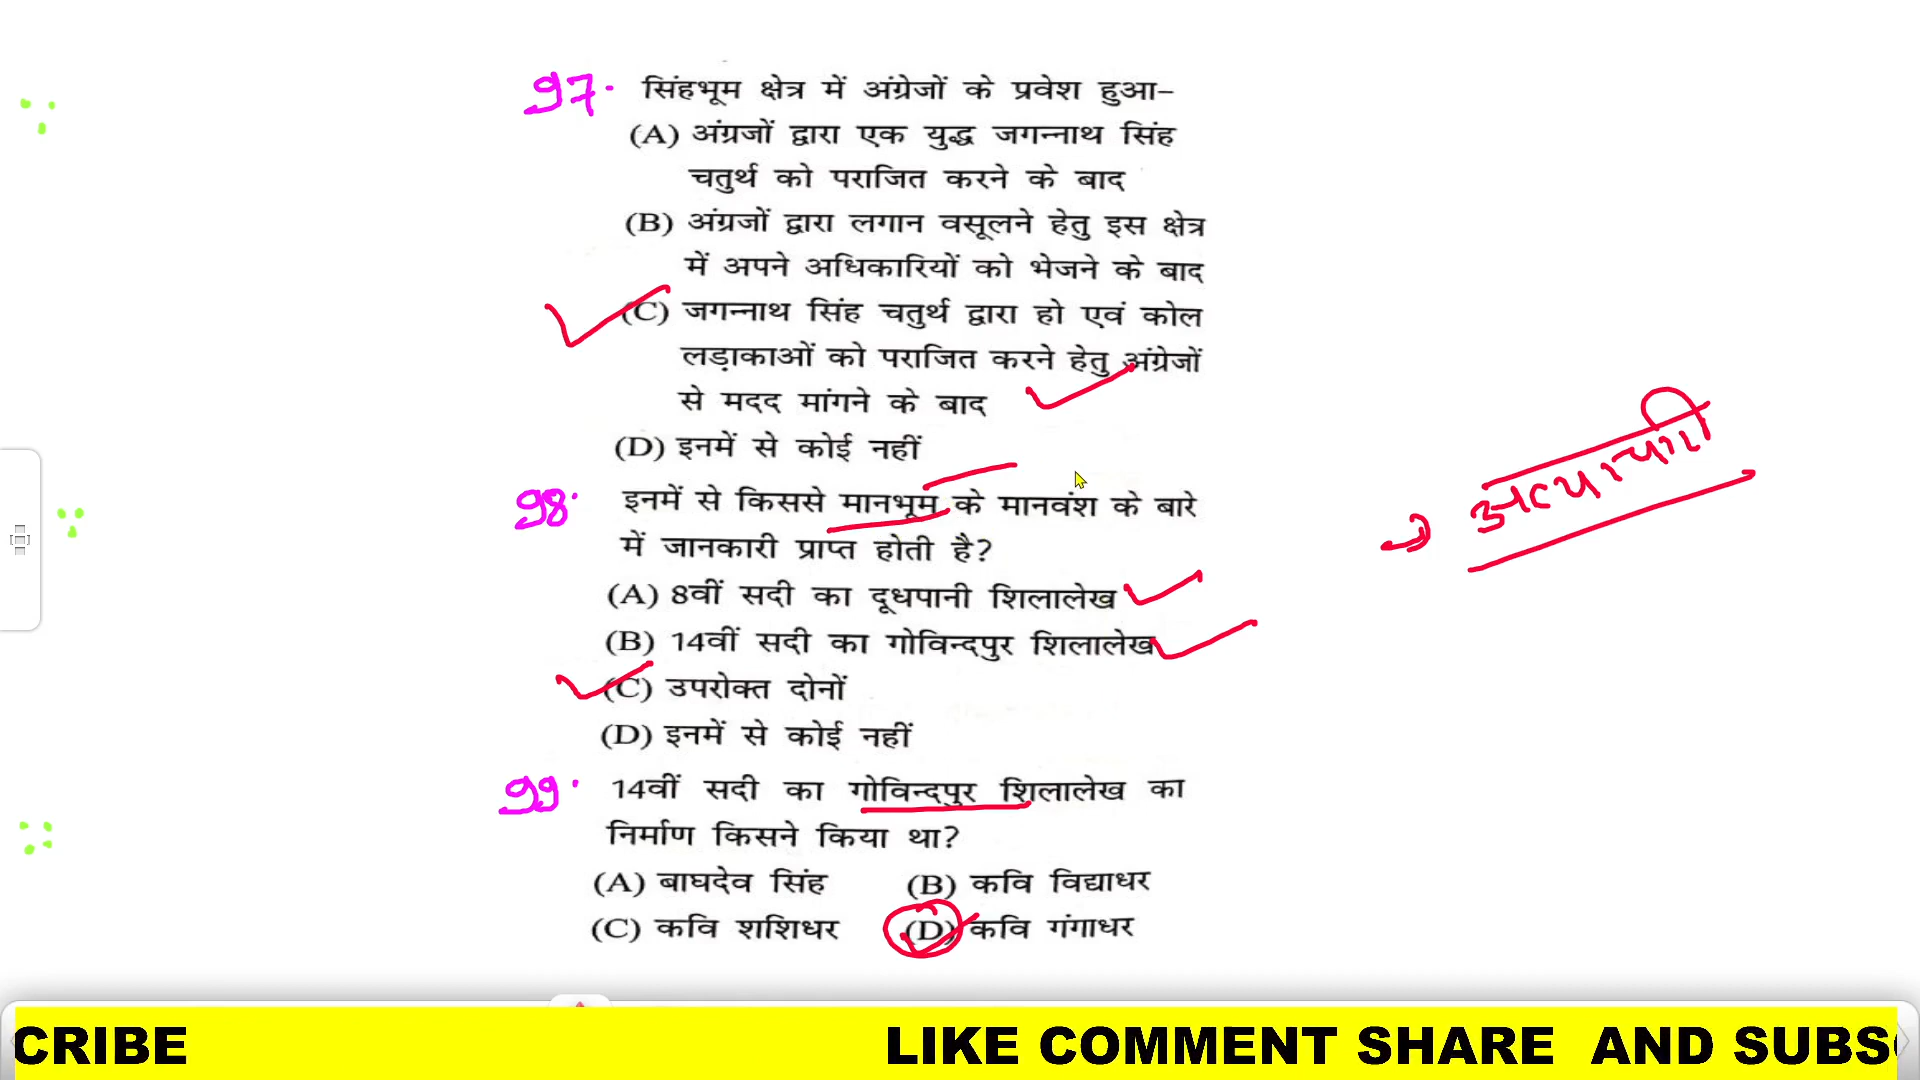 97. सिंहभूम क्षेत्र में अंग्रेजों के प्रवेश हुआ–
(A) अंग्रजों द्वारा एक युद्ध जगन्नाथ सिंह
चतुर्थ को पराजित करने के बाद
(B) अंग्रजों द्वारा लगान वसूलने हेतु इस क्षेत्र
में अपने अधिकारियों को भेजने के बाद
(C) जगन्नाथ सिंह चतुर्थ द्वारा हो एवं कोल
लड़ाकाओं को पराजित करने हेतु अंग्रेजों
से मदद मांगने के बाद
(D) इनमें से कोई नहीं
98. इनमें से किससे मानभूम के मानवंश के बारे
में जानकारी प्राप्त होती है?
(A) 8वीं सदी का दूधपानी शिलालेख
(B) 14वीं सदी का गोविन्दपुर शिलालेख
(C) उपरोक्त दोनों
(D) इनमें से कोई नहीं
99. 14वीं सदी का गोविन्दपुर शिलालेख का
निर्माण किसने किया था?
(A) बाघदेव सिंह (B) कवि विद्याधर
(C) कवि शशिधर (D) कवि गंगाधर
CRIBE LIKE COMMENT SHARE AND SUBS